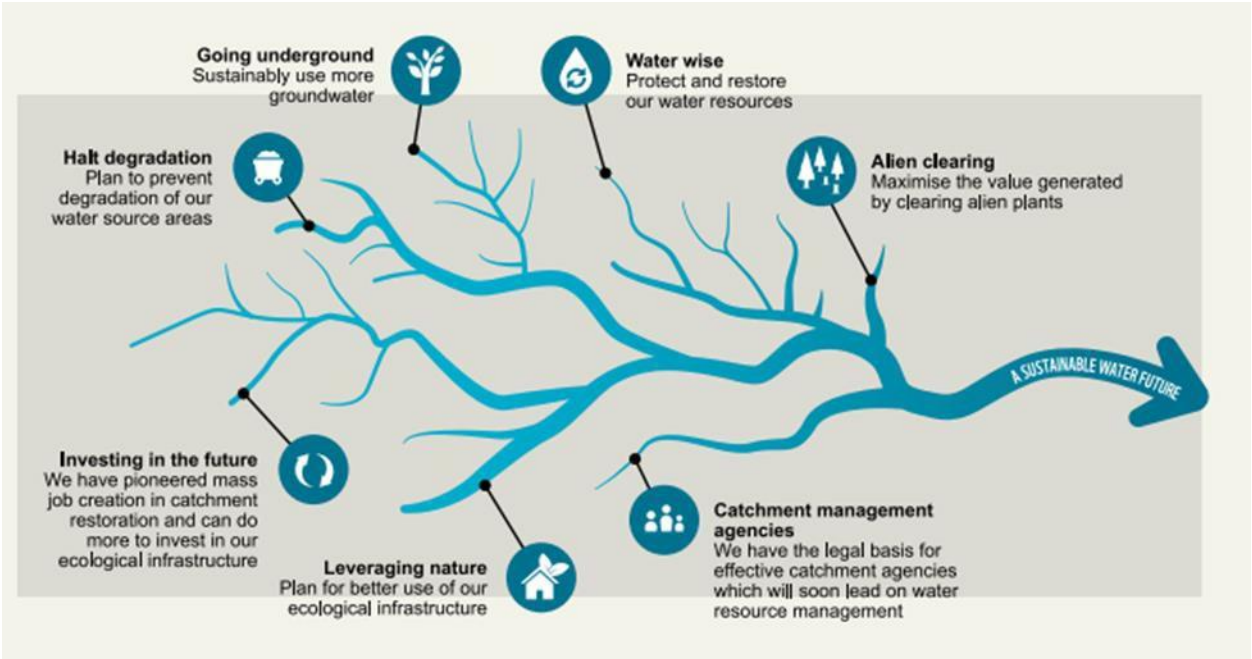 Going underground
Sustainably use more
groundwater
Water wise
Protect and restore
our water resources
Halt degradation
Plan to prevent
degradation of our
water source areas
Alien clearing
Maximise the value generated
by clearing alien plants
A SUSTAINABLE WATER FUTURE
Investing in the future
We have pioneered mass
job creation in catchment
restoration and can do
more to invest in our
ecological infrastructure
Leveraging nature
Plan for better use of our
ecological infrastructure
Catchment management
agencies
We have the legal basis for
effective catchment agencies
which will soon lead on water
resource management